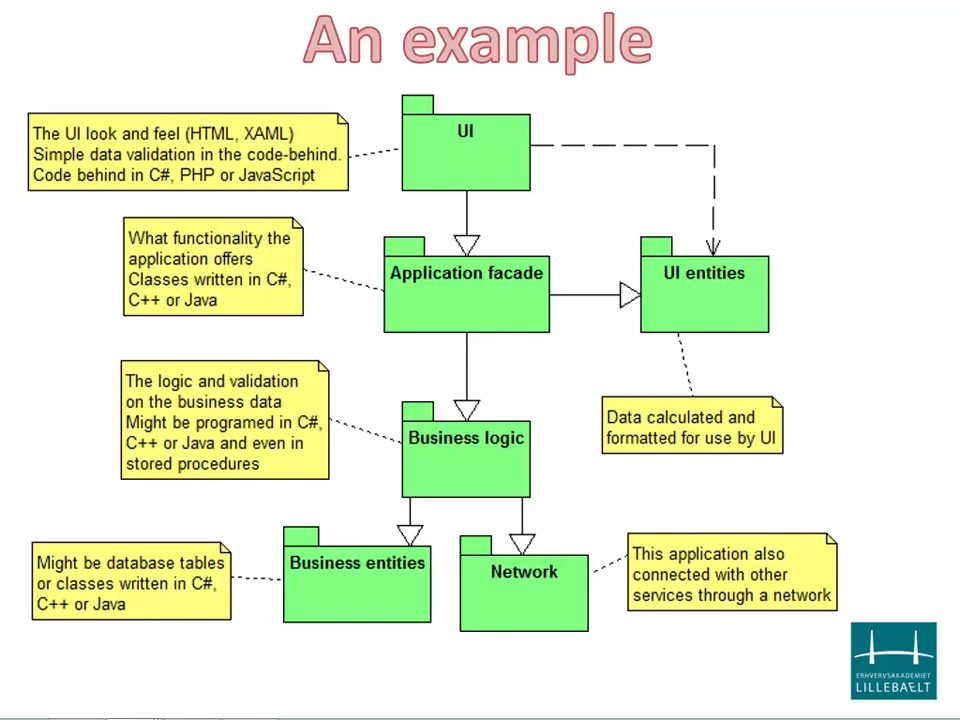 An example
The UI look and feel (HTML, XAML)
Simple data validation in the code-behind.
Code behind in C#, PHP or JavaScript
UI
What functionality the
application offers
Classes written in C#,
C++ or Java
Application facade
UI entities
The logic and validation
on the business data
Might be programed in C#,
C++ or Java and even in
stored procedures
Business logic
Data calculated and
formatted for use by UI
Might be database tables
or classes written in C#,
C++ or Java
Business entities
Network
This application also
connected with other
services through a network
ERHVERVSAKADEMIET
LILLEBAELT